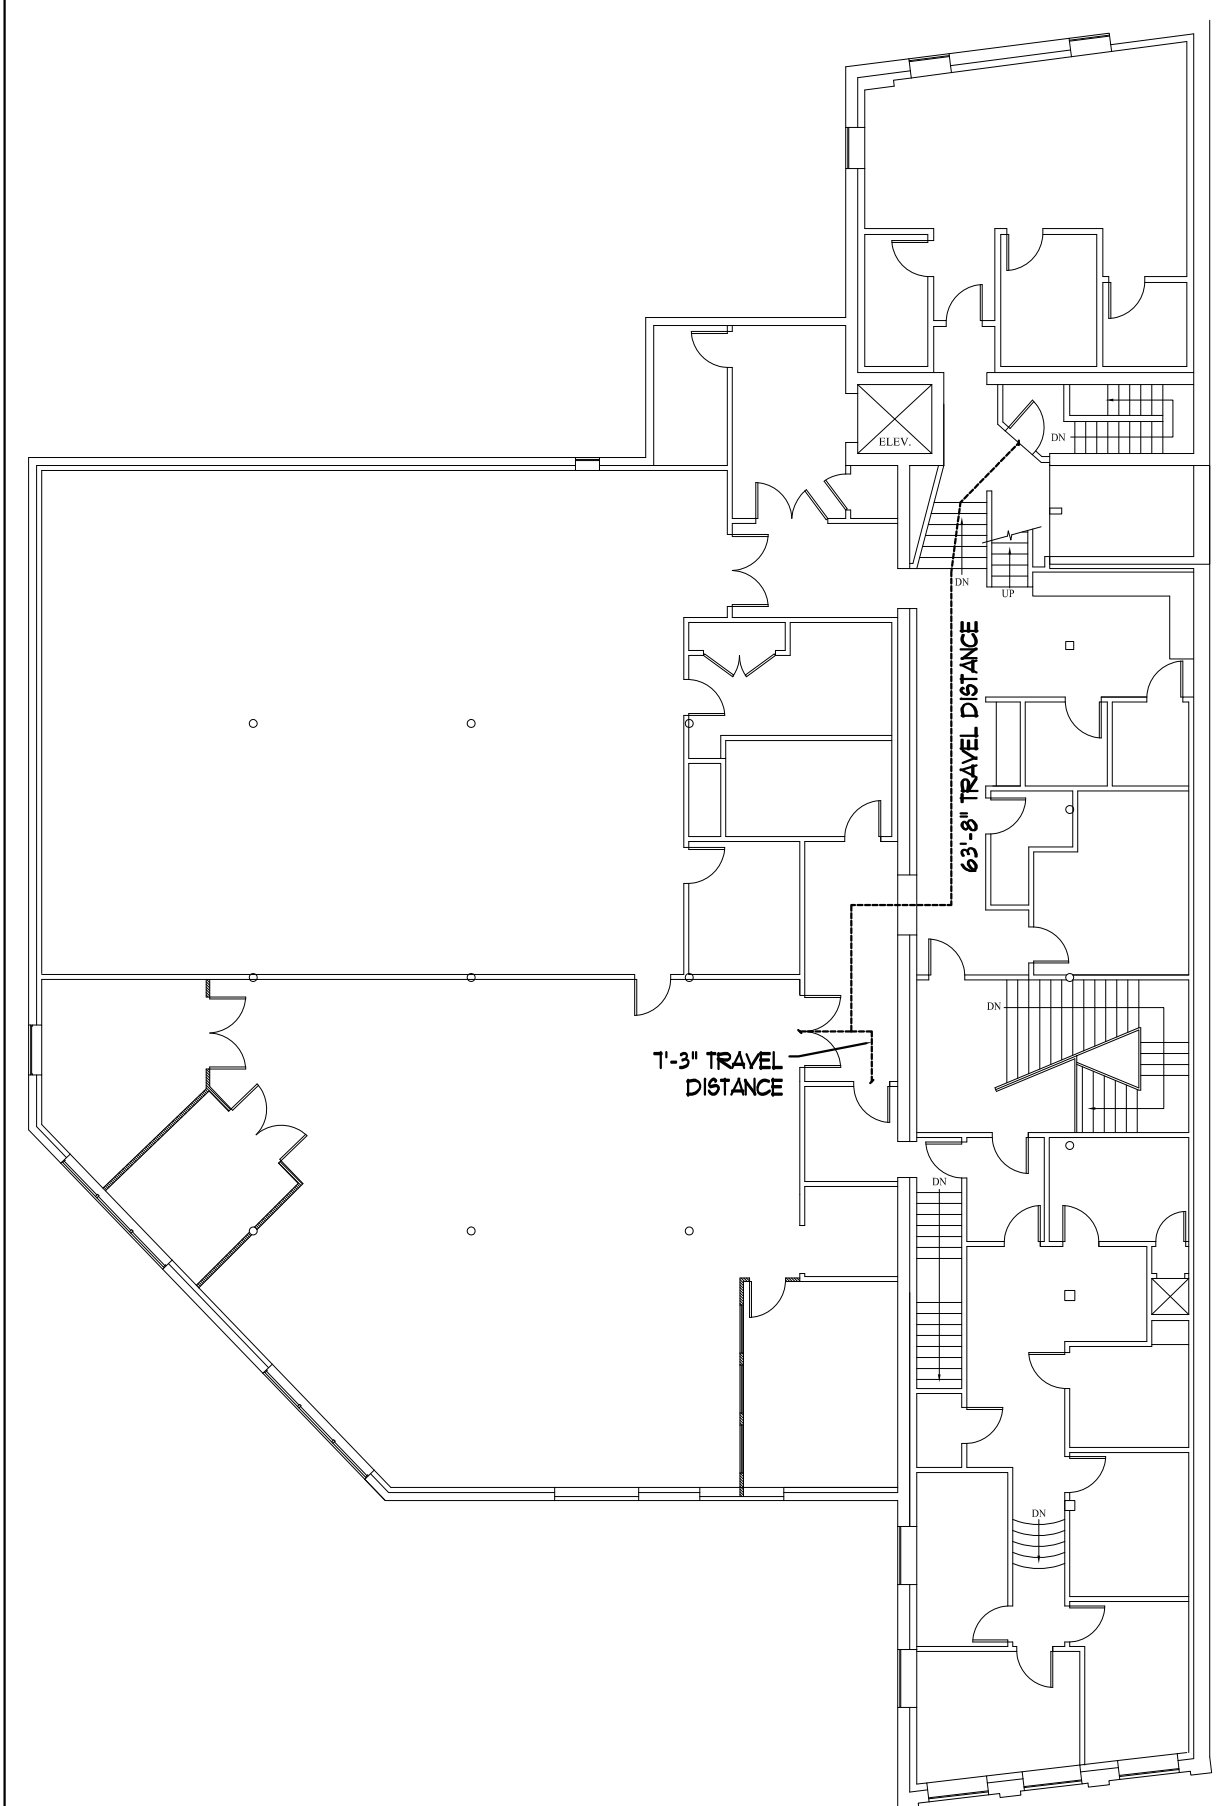 ELEV.
DN
DN
UP
63'-8" TRAVEL DISTANCE
DN
7'-3" TRAVEL
DISTANCE
DN
DN